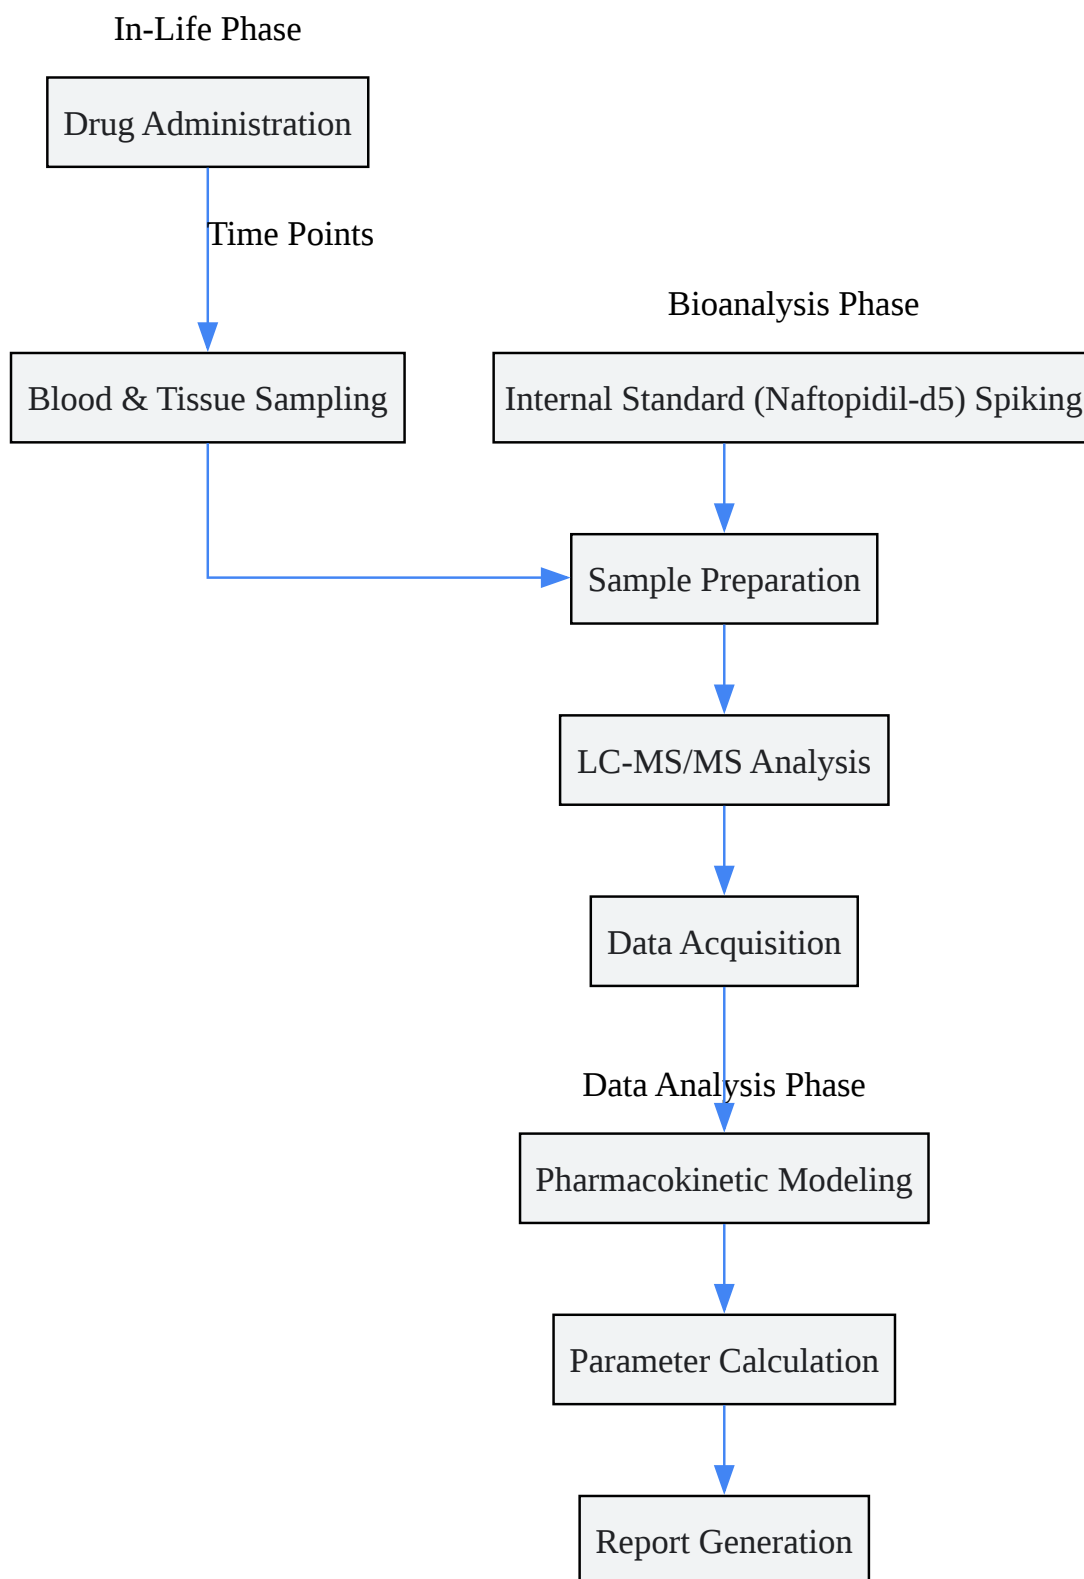 In-Life Phase
Drug Administration
Time Points
Blood & Tissue Sampling
Bioanalysis Phase
Internal Standard (Naftopidil-d5) Spiking
Sample Preparation
LC-MS/MS Analysis
Data Acquisition
Data Analysis Phase
Pharmacokinetic Modeling
Parameter Calculation
Report Generation